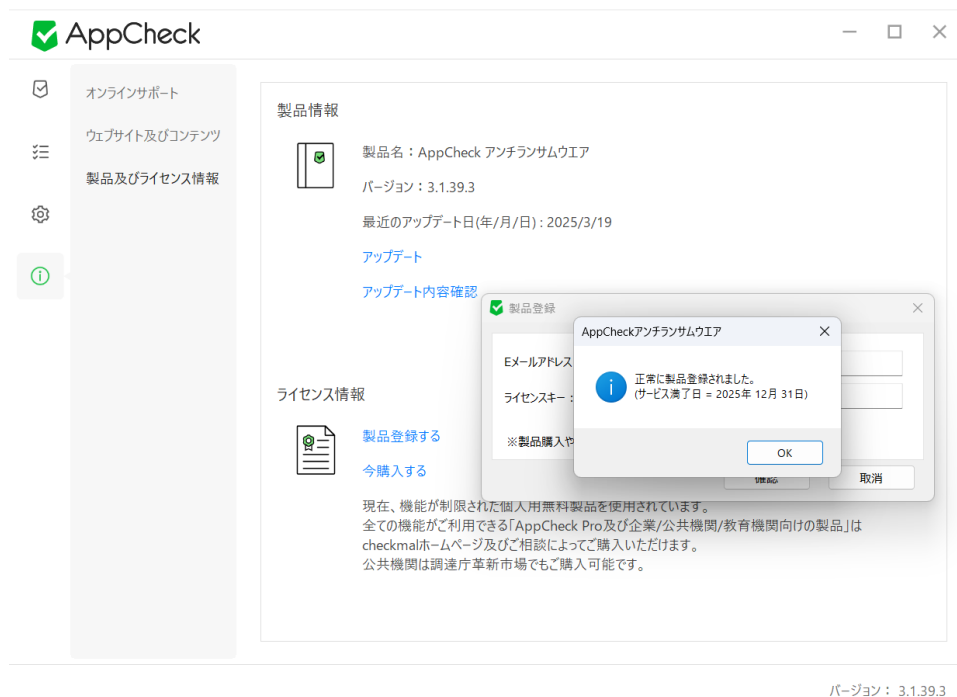 AppCheck
オンラインサポート
ウェブサイト及びコンテンツ
製品及びライセンス情報
製品情報
製品名：AppCheck アンチランサムウエア
バージョン：3.1.39.3
最近のアップデート日(年/月/日) : 2025/3/19
アップデート
アップデート内容確認
ライセンス情報
製品登録する
今購入する
現在、機能が制限された個人用無料製品を使用されています。
全ての機能がご利用できる「AppCheck Pro及び企業/公共機関/教育機関向けの製品」は
checkmalホームページ及びご相談によってご購入いただけます。
公共機関は調達庁革新市場でもご購入可能です。
製品登録
Eメールアドレス
ライセンスキー：
※製品購入や
確認
取消
AppCheckアンチランサムウエア
正常に製品登録されました。
(サービス満了日 = 2025年 12月 31日)
OK
バージョン： 3.1.39.3